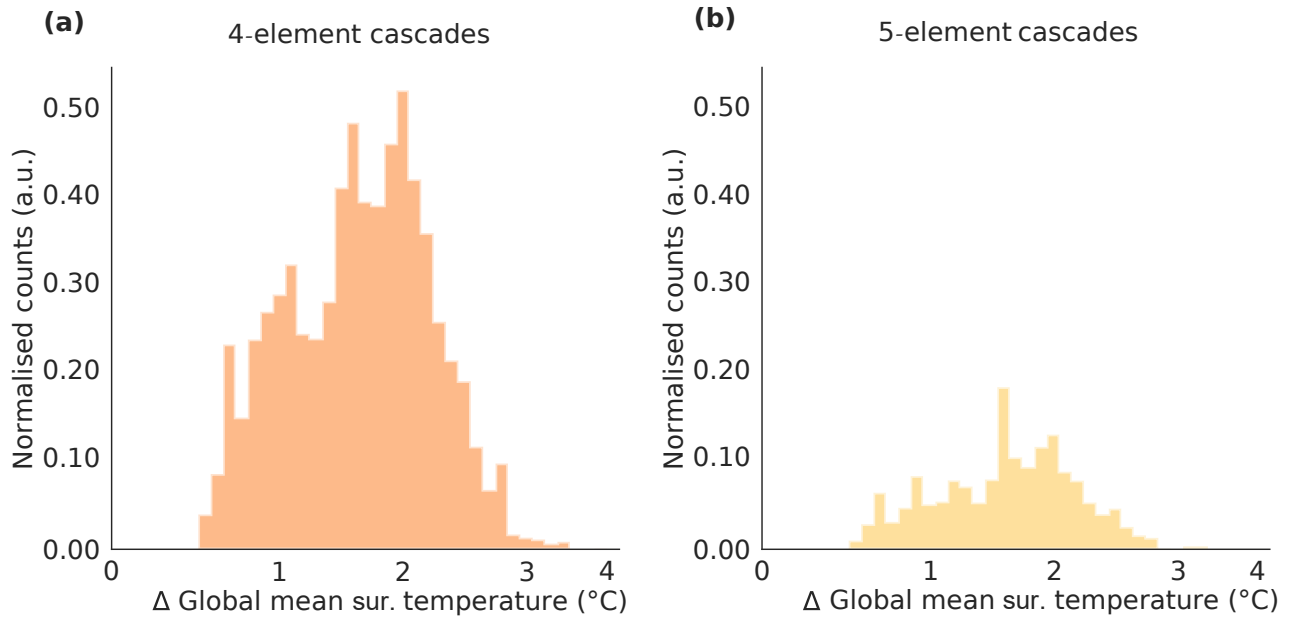 (a)
4-element cascades
Normalised counts (a.u.)
0.50
0.40
0.30
0.20
0.10
0.00
0 1 2 3 4
Δ Global mean sur. temperature (°C)
(b)
5-element cascades
Normalised counts (a.u.)
0.50
0.40
0.30
0.20
0.10
0.00
0 1 2 3 4
Δ Global mean sur. temperature (°C)